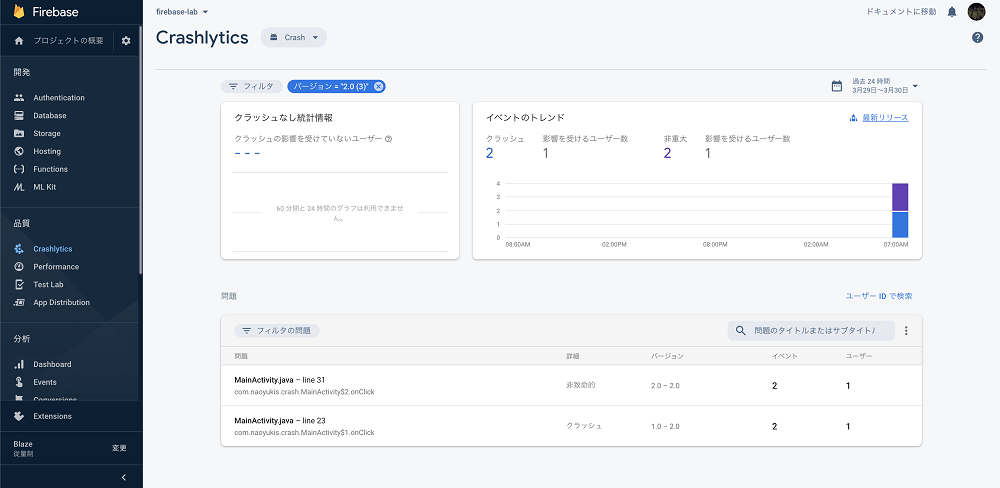 Firebase
プロジェクトの概要
開発
Authentication
Database
Storage
Hosting
Functions
ML Kit
品質
Crashlytics
Performance
Test Lab
App Distribution
分析
Dashboard
Events
Conversions
Extensions
Blaze
従量制
変更
firebase-lab
ドキュメントに移動
Crashlytics
Crash
フィルタ
バージョン = "2.0 (3)"
過去 24 時間
3月29日～3月30日
クラッシュなし統計情報
クラッシュの影響を受けていないユーザー
– – –
60 分間と 24 時間のグラフは利用できませ
ん。
イベントのトレンド
最新リリース
クラッシュ 影響を受けるユーザー数 非重大 影響を受けるユーザー数
2 1 2 1
4
3
2
1
0
08:00AM 02:00PM 08:00PM 02:00AM 07:00AM
問題
ユーザー ID で検索
フィルタの問題
問題のタイトルまたはサブタイトル
問題 詳細 バージョン イベント ユーザー
MainActivity.java – line 31
com.naoyukis.crash.MainActivity$2.onClick
非致命的 2.0 – 2.0 2 1
MainActivity.java – line 23
com.naoyukis.crash.MainActivity$1.onClick
クラッシュ 1.0 – 2.0 2 1